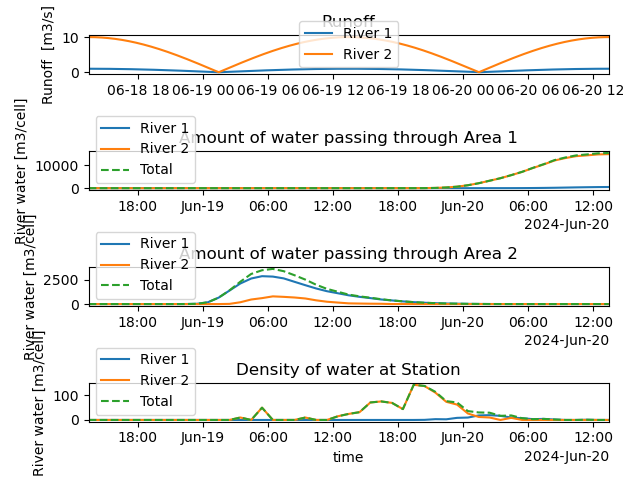 Runoff
Runoff  [m3/s]
10
0
River 1
River 2
06-18 18 06-19 00 06-19 06 06-19 12 06-19 18 06-20 00 06-20 06 06-20 12
Amount of water passing through Area 1
River water [m3/cell]
10000
0
River 1
River 2
Total
18:00 Jun-19 06:00 12:00 18:00 Jun-20 06:00 12:00
2024-Jun-20
Amount of water passing through Area 2
River water [m3/cell]
2500
0
River 1
River 2
Total
18:00 Jun-19 06:00 12:00 18:00 Jun-20 06:00 12:00
2024-Jun-20
Density of water at Station
River water [m3/cell]
100
0
River 1
River 2
Total
18:00 Jun-19 06:00 12:00 18:00 Jun-20 06:00 12:00
time
2024-Jun-20